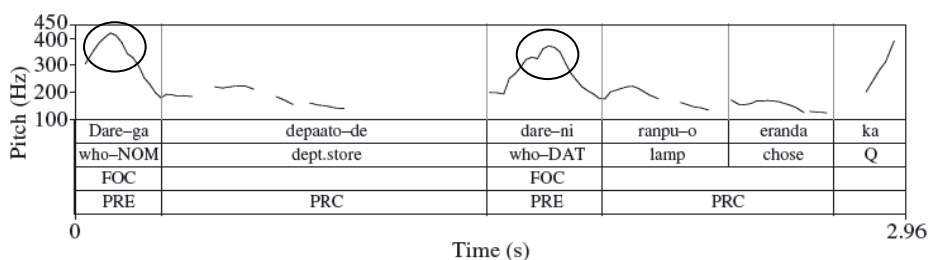 450
400
300
200
100
Pitch (Hz)
Dare–ga depaato–de dare–ni ranpu–o eranda ka
who–NOM dept.store who–DAT lamp chose Q
FOC FOC
PRE PRC PRE PRC
0 2.96
Time (s)